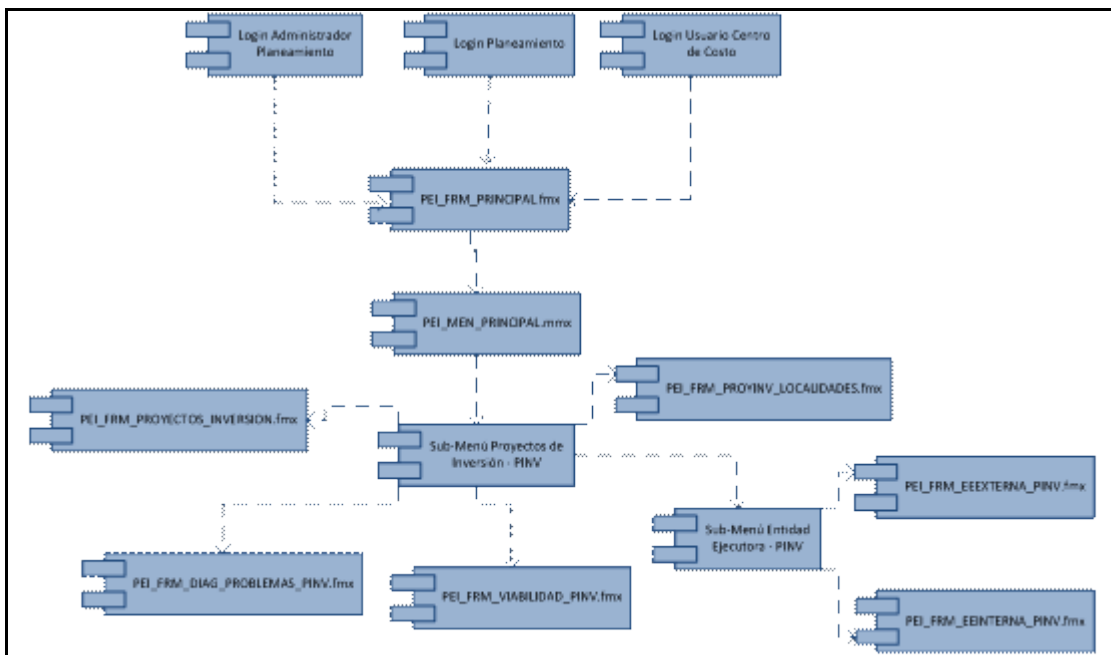 Login Administrador
Planeamiento
Login Planeamiento
Login Usuario Centro
de Costo
PEI_FRM_PRINCIPAL.fmx
PEI_MEN_PRINCIPAL.mmx
PEI_FRM_PROYINV_LOCALIDADES.fmx
PEI_FRM_PROYECTOS_INVERSION.fmx
Sub-Menú Proyectos de
Inversión - PINV
PEI_FRM_EEEXTERNA_PINV.fmx
Sub-Menú Entidad
Ejecutora - PINV
PEI_FRM_DIAG_PROBLEMAS_PINV.fmx
PEI_FRM_VIABILIDAD_PINV.fmx
PEI_FRM_EEINTERNA_PINV.fmx